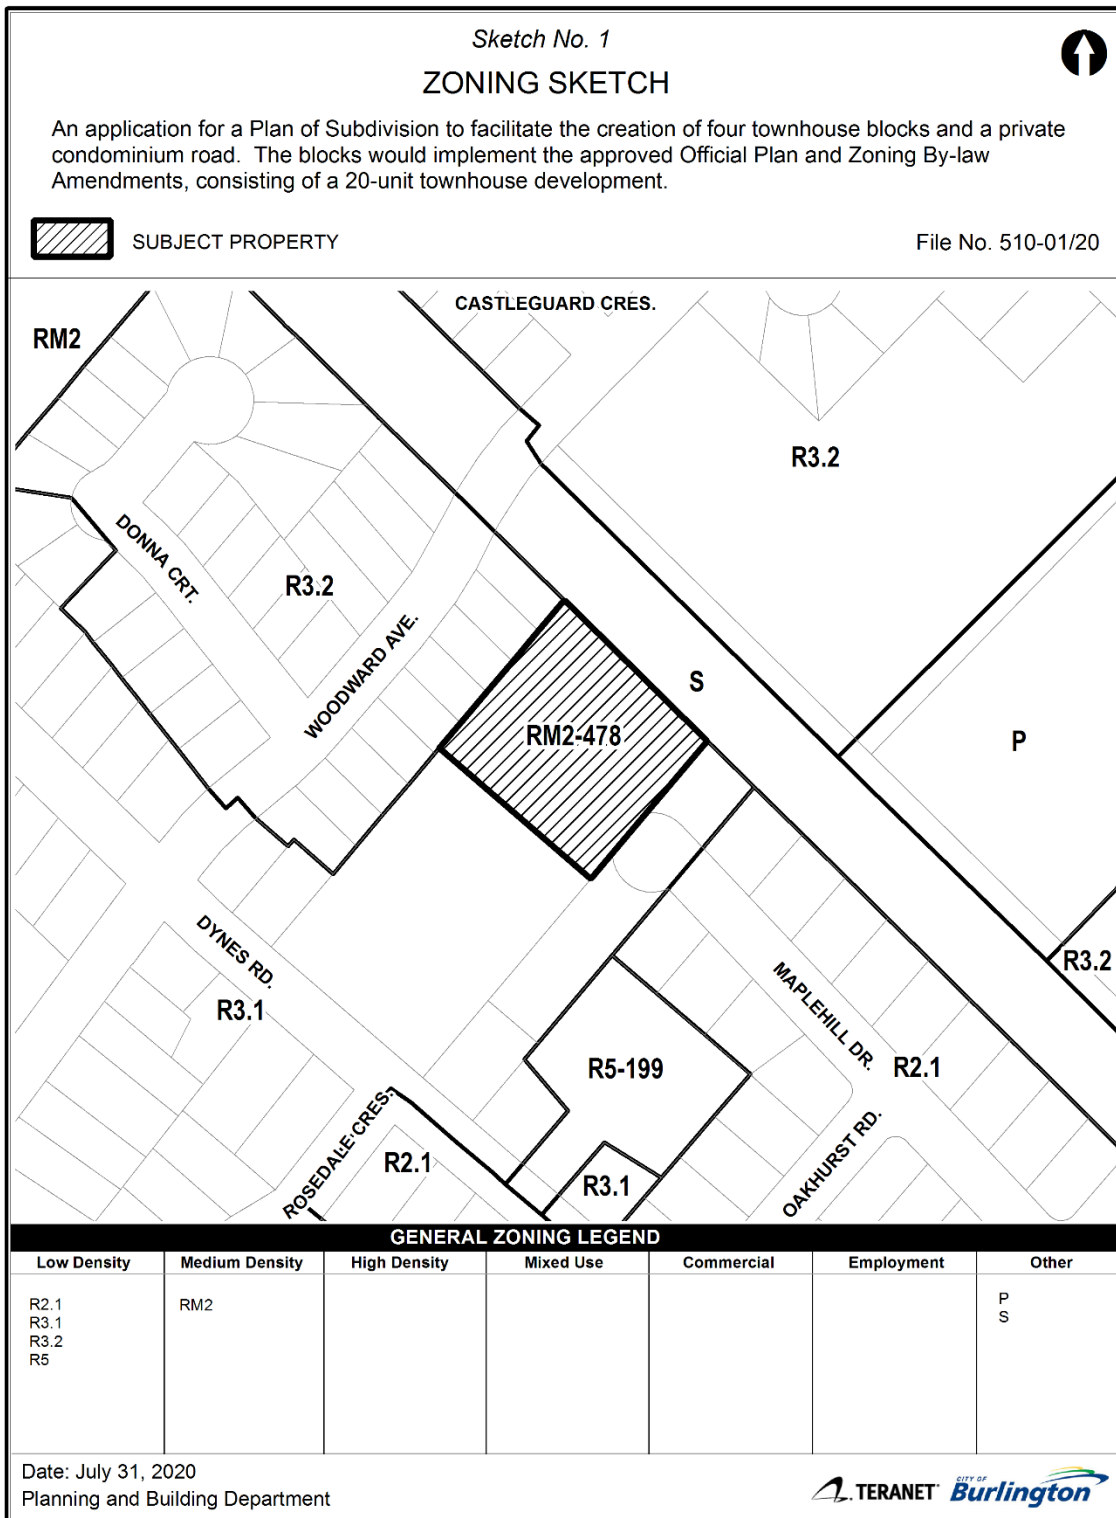 Sketch No. 1
ZONING SKETCH
An application for a Plan of Subdivision to facilitate the creation of four townhouse blocks and a private
condominium road.  The blocks would implement the approved Official Plan and Zoning By-law
Amendments, consisting of a 20-unit townhouse development.
SUBJECT PROPERTY
File No. 510-01/20
CASTLEGUARD CRES.
RM2
R3.2
DONNA CRT.
R3.2
WOODWARD AVE.
S
RM2-478
P
DYNES RD.
R3.1
MAPLEHILL DR.
R3.2
R5-199
R2.1
ROSEDALE CRES.
R2.1
R3.1
OAKHURST RD.
GENERAL ZONING LEGEND
Low Density
Medium Density
High Density
Mixed Use
Commercial
Employment
Other
R2.1
R3.1
R3.2
R5
RM2
P
S
Date: July 31, 2020
Planning and Building Department
TERANET
CITY OF
Burlington